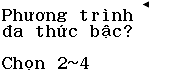 Phương trình
đa thức bậc?
Chọn 2~4